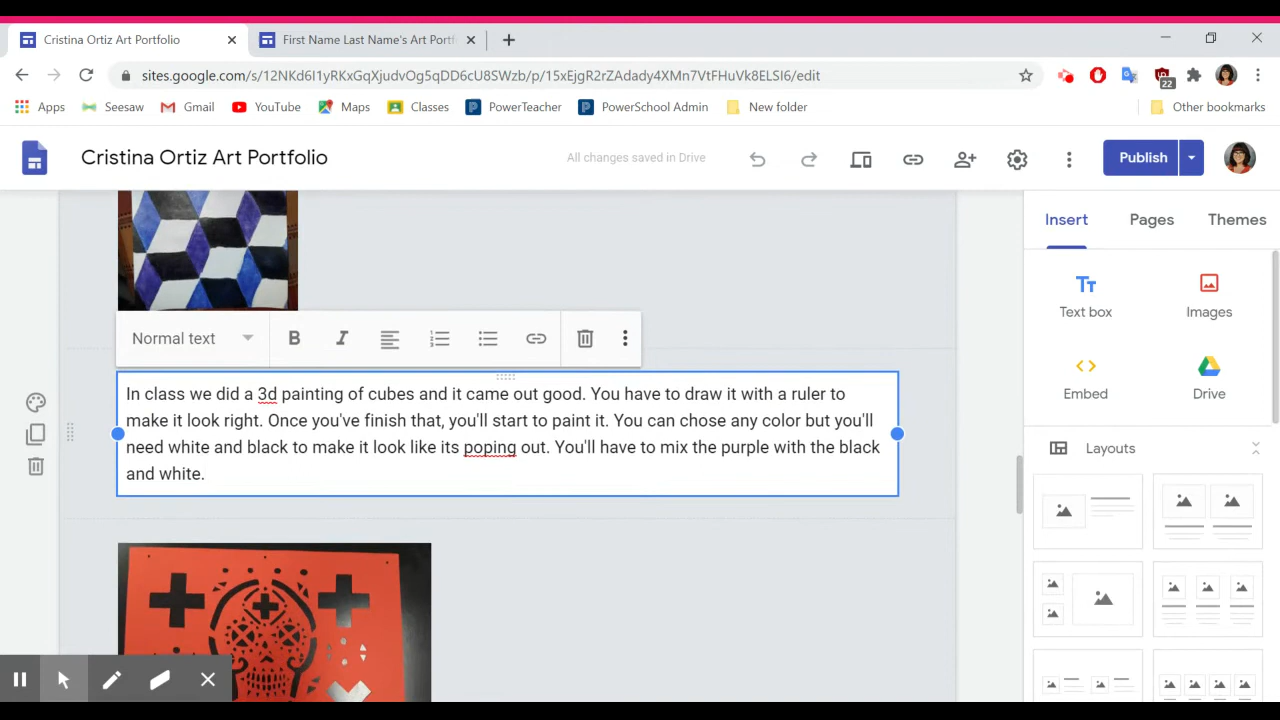 Cristina Ortiz Art Portfolio
First Name Last Name's Art Portf
sites.google.com/s/12NKd6I1yRKxGqXjudvOg5qDD6cU8SWzb/p/15xEjgR2rZAdady4XMn7VtFHuVk8ELSI6/edit
22
Apps Seesaw Gmail YouTube Maps Classes PowerTeacher PowerSchool Admin New folder Other bookmarks
Cristina Ortiz Art Portfolio
All changes saved in Drive
Publish
Insert Pages Themes
Text box Images
Embed Drive
Layouts
Normal text B I
In class we did a 3d painting of cubes and it came out good. You have to draw it with a ruler to
make it look right. Once you've finish that, you'll start to paint it. You can chose any color but you'll
need white and black to make it look like its poping out. You'll have to mix the purple with the black
and white.